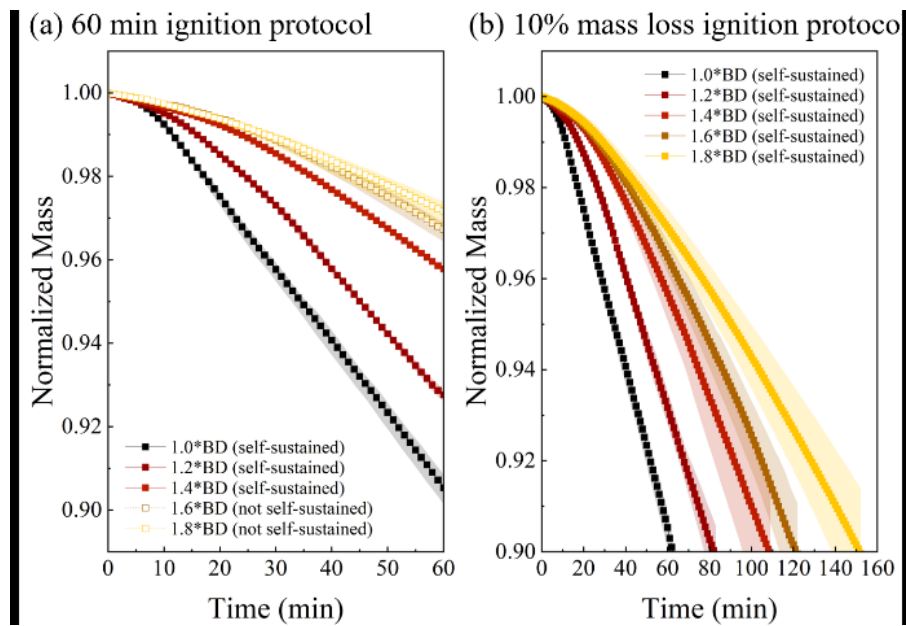 (a) 60 min ignition protocol
1.00
0.98
0.96
0.94
0.92
0.90
Normalized Mass
1.0*BD (self-sustained)
1.2*BD (self-sustained)
1.4*BD (self-sustained)
1.6*BD (not self-sustained)
1.8*BD (not self-sustained)
0 10 20 30 40 50 60
Time (min)
(b) 10% mass loss ignition protoco
1.00
0.98
0.96
0.94
0.92
0.90
Normalized Mass
1.0*BD (self-sustained)
1.2*BD (self-sustained)
1.4*BD (self-sustained)
1.6*BD (self-sustained)
1.8*BD (self-sustained)
0 20 40 60 80 100 120 140 160
Time (min)